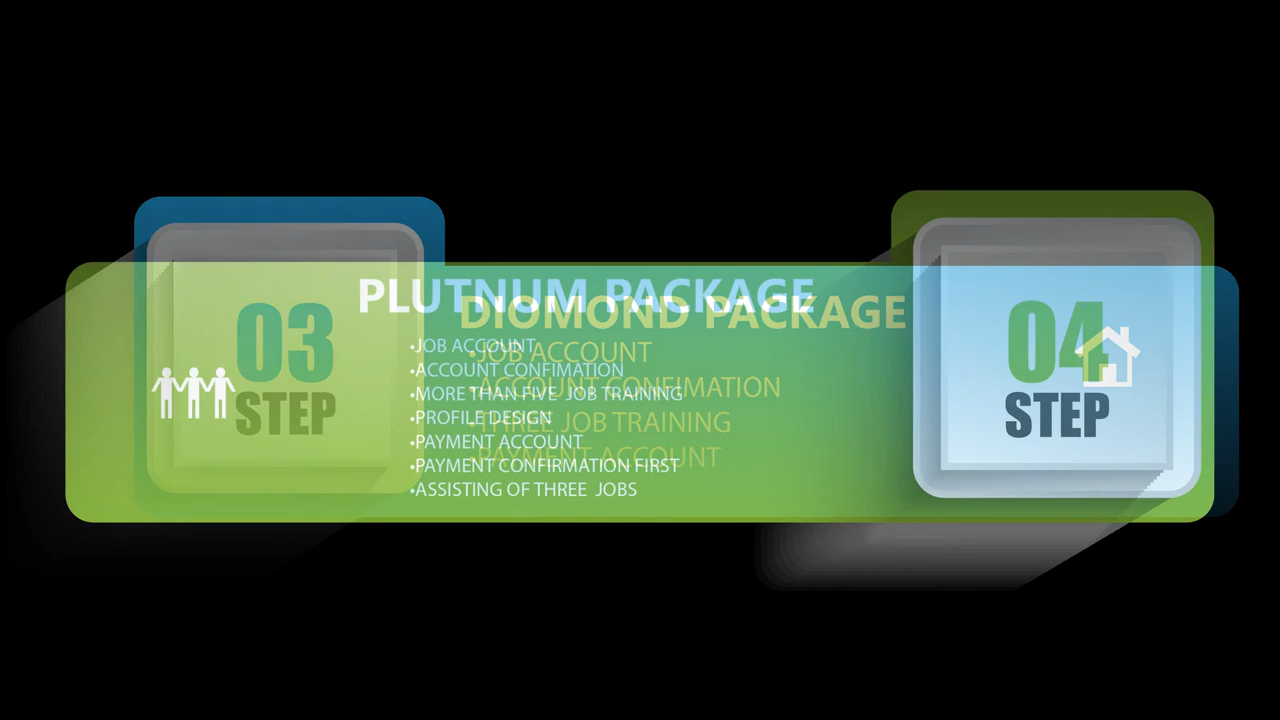 03
STEP
DIOMOND PACKAGE
•JOB ACCOUNT
•ACCOUNT CONFIMATION
•THREE JOB TRAINING
•PAYMENT ACCOUNT
PLUTNUM PACKAGE
•JOB ACCOUNT
•ACCOUNT CONFIMATION
•MORE THAN FIVE JOB TRAINING
•PROFILE DESIGN
•PAYMENT ACCOUNT
•PAYMENT CONFIRMATION FIRST
•ASSISTING OF THREE JOBS
04
STEP